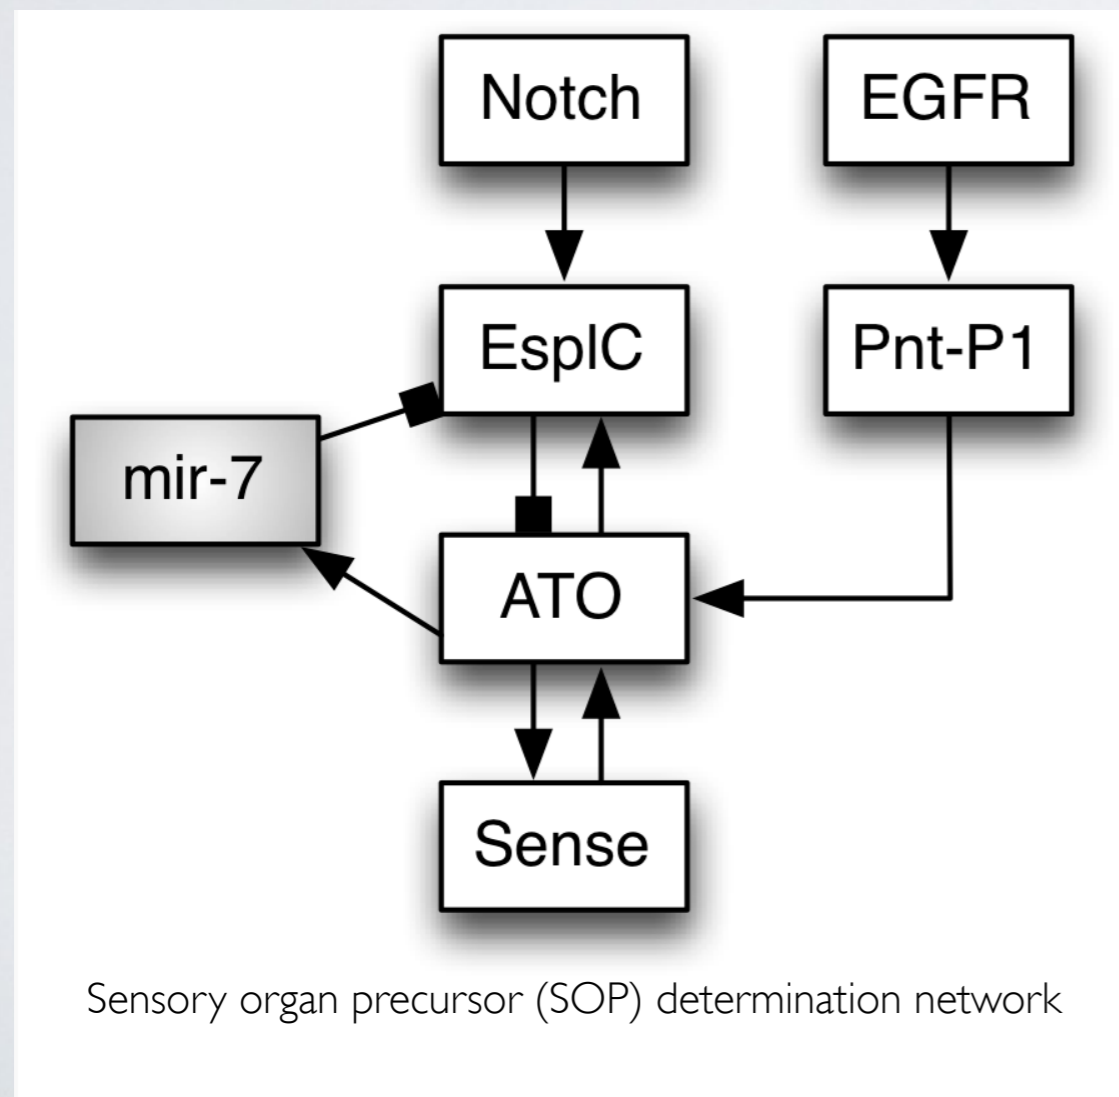 Notch
EGFR
EsplC
Pnt-P1
mir-7
ATO
Sense
Sensory organ precursor (SOP) determination network